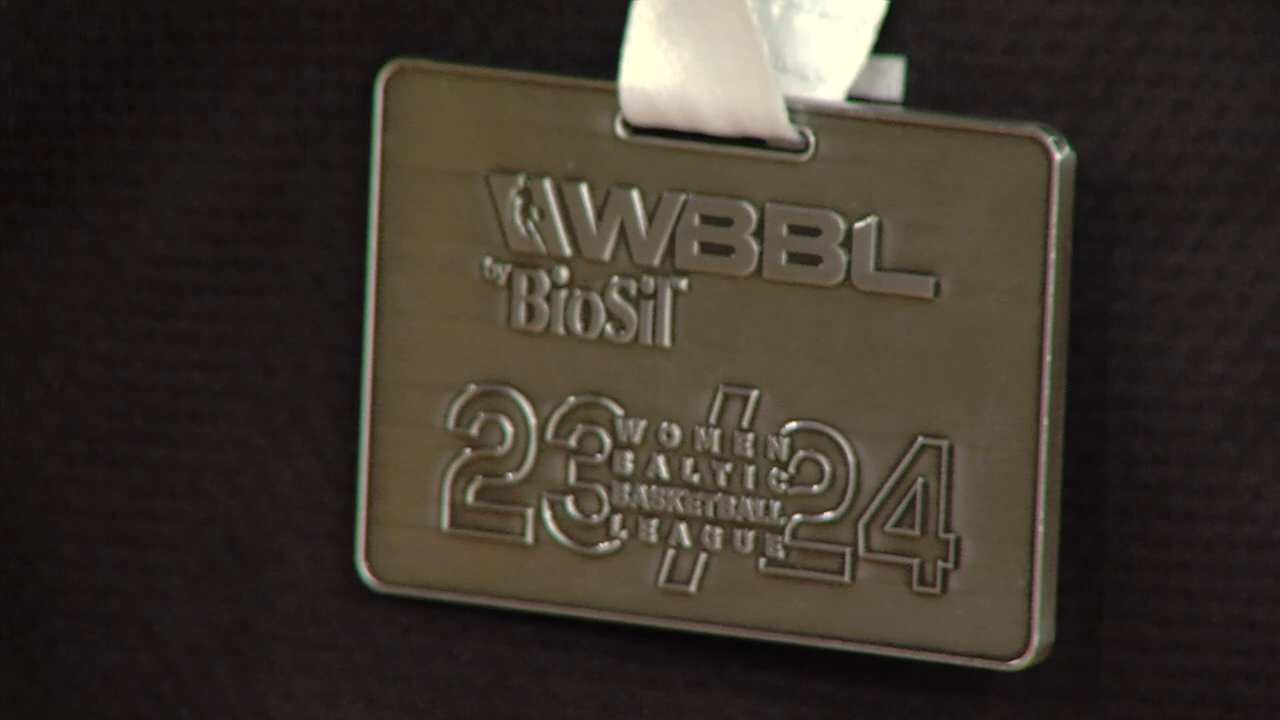 WBBL
by BioSil
23/24
WOMEN
BALTIC
BASKETBALL
LEAGUE